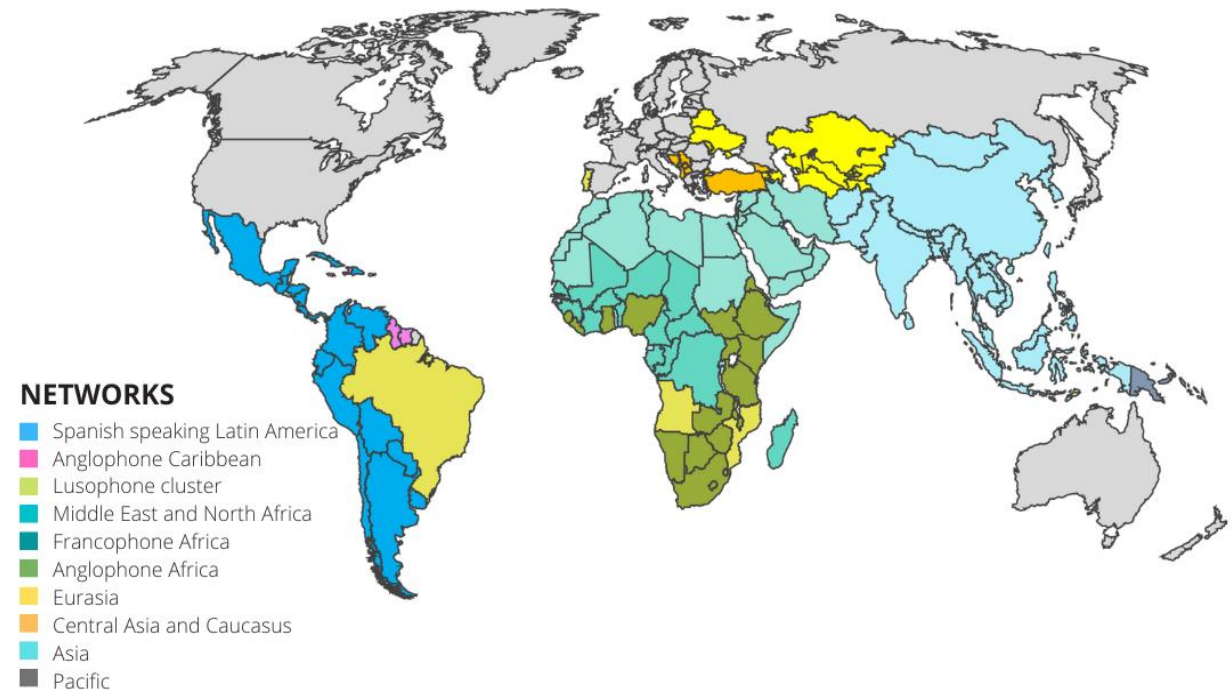 NETWORKS
Spanish speaking Latin America
Anglophone Caribbean
Lusophone cluster
Middle East and North Africa
Francophone Africa
Anglophone Africa
Eurasia
Central Asia and Caucasus
Asia
Pacific